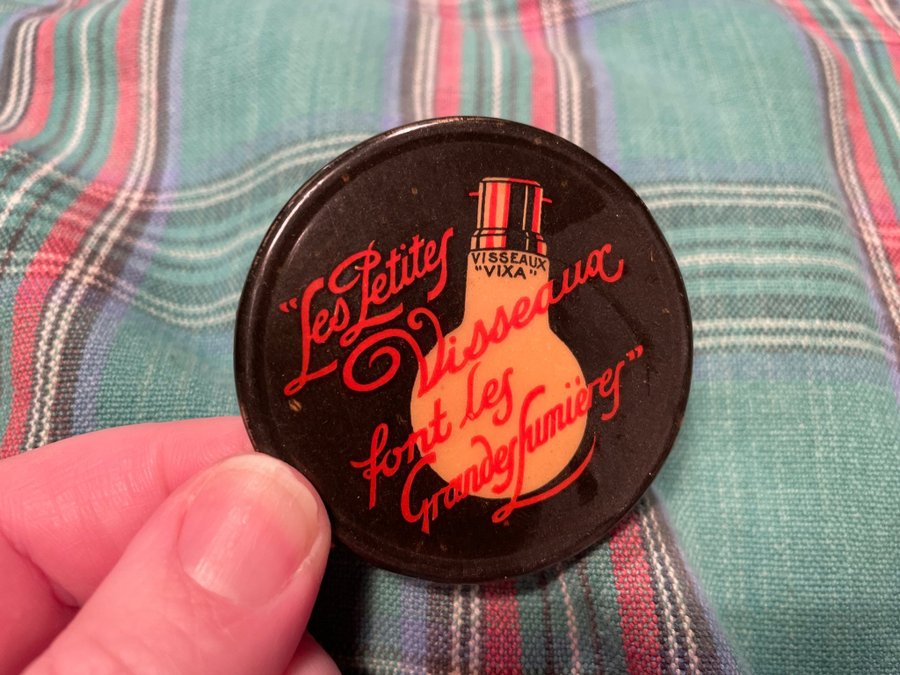 VISSEAUX
"VIXA"
"Les Petites
Visseaux
font les
Grandes Lumières"